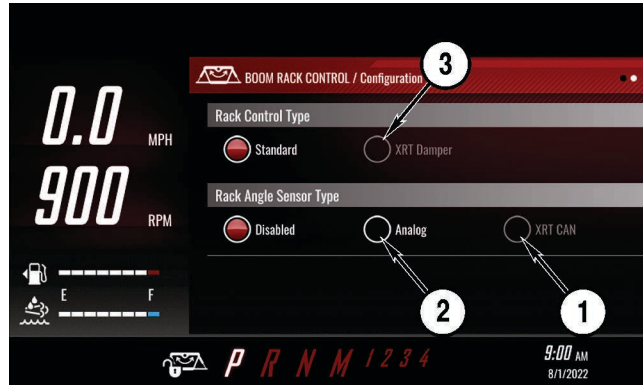 BOOM RACK CONTROL / Configuration
3
0.0 MPH
Rack Control Type
Standard XRT Damper
900 RPM
Rack Angle Sensor Type
Disabled Analog XRT CAN
E F
2 1
P R N M 1 2 3 4
9:00 AM
8/1/2022